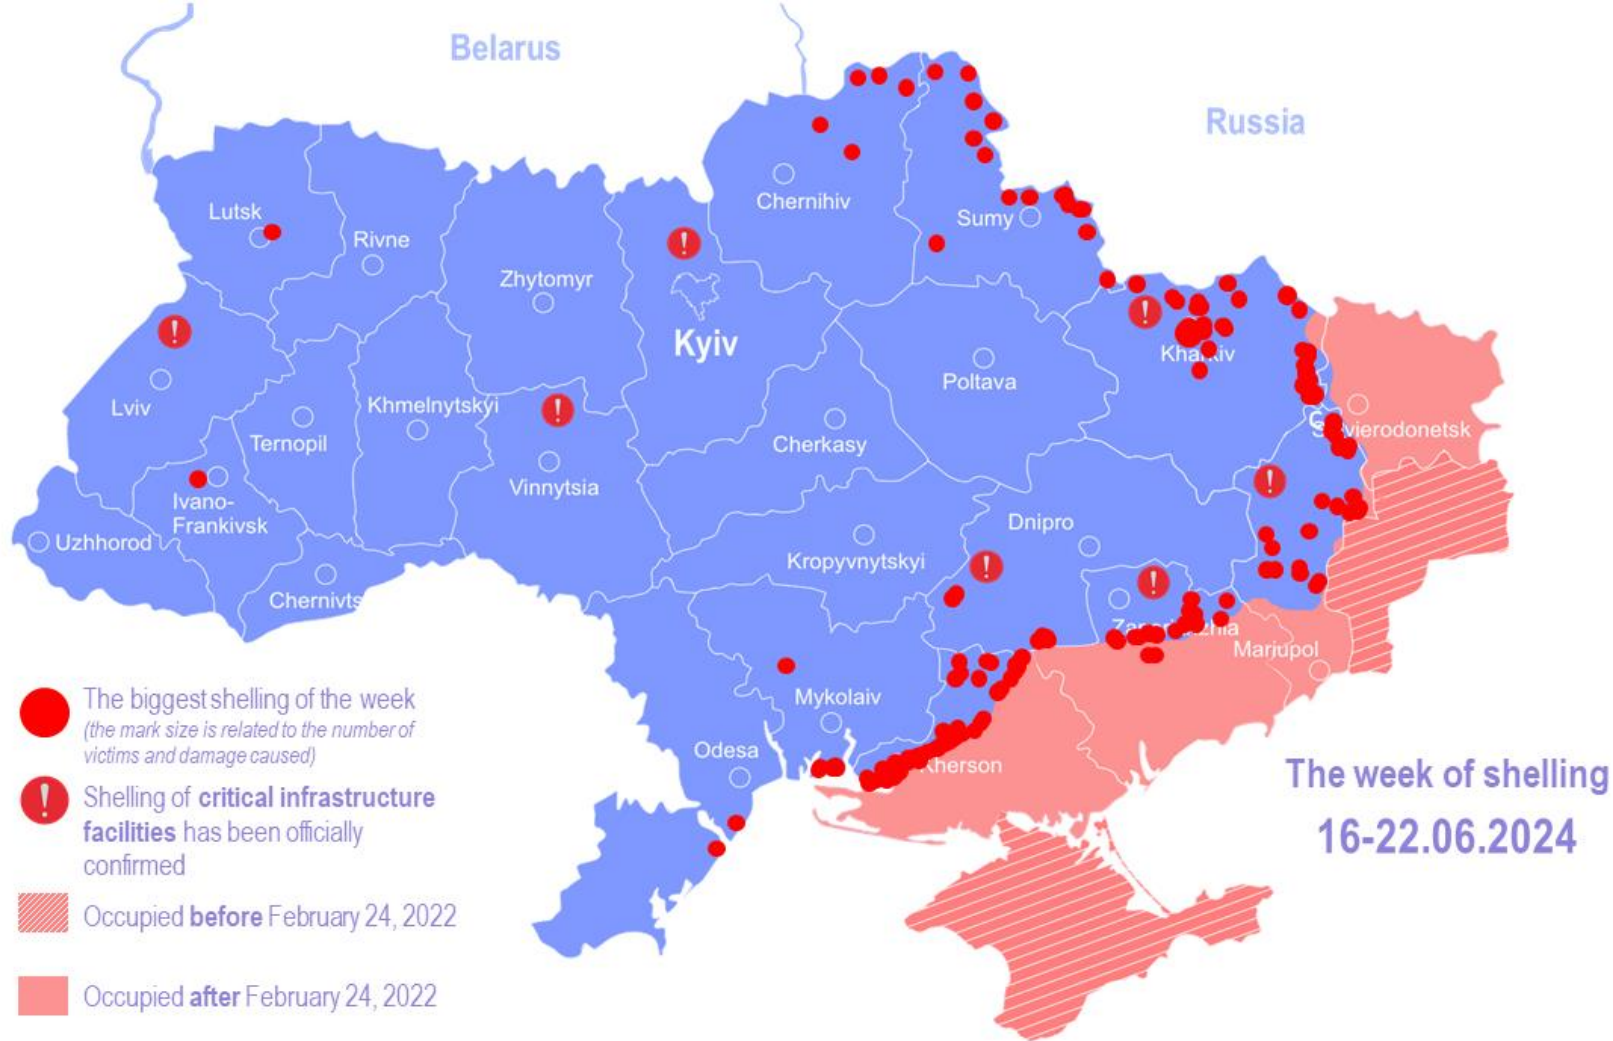 Belarus
Russia
Chernihiv
Lutsk
Sumy
Rivne
Zhytomyr
Kyiv
Kharkiv
Poltava
Lviv
Khmelnytskyi
Ternopil
Cherkasy
Vinnytsia
Ivano-
Frankivsk
Dnipro
Uzhhorod
Kropyvnytskyi
Chernivts
Mariupol
Mykolaiv
Odesa
Kherson
The biggest shelling of the week
(the mark size is related to the number of
victims and damage caused)
Shelling of critical infrastructure
facilities has been officially
confirmed
Occupied before February 24, 2022
Occupied after February 24, 2022
The week of shelling
16-22.06.2024